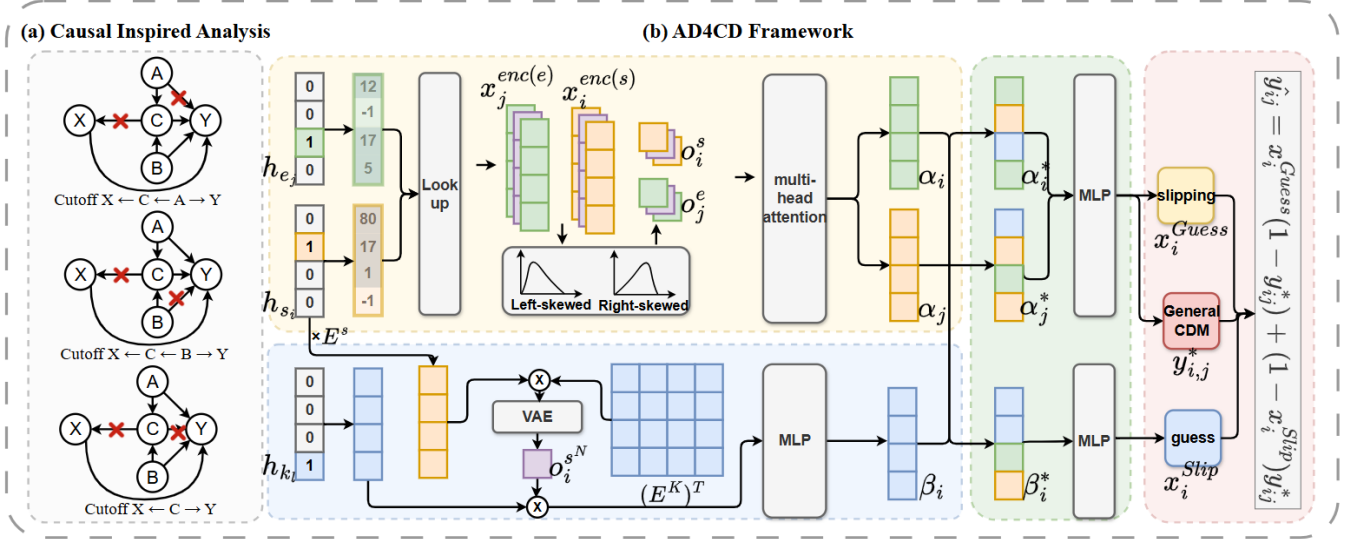 (a) Causal Inspired Analysis
A
X
C
Y
B
Cutoff X ← C ← A → Y
A
X
C
Y
B
Cutoff X ← C ← B → Y
A
X
C
Y
B
Cutoff X ← C → Y
(b) AD4CD Framework
0
0
1
0
h_{e_j}
12
-1
17
5
0
1
0
0
h_{s_i}
80
17
1
-1
Look
up
x_j^{enc(e)}
x_i^{enc(s)}
o_i^s
o_j^e
Left-skewed
Right-skewed
multi-
head
attention
α_i
α_j
× E^s
0
0
0
1
h_{k_l}
X
VAE
o_i^{s^N}
X
(E^K)^T
MLP
β_i
α_i^*
α_j^*
MLP
β_i^*
MLP
slipping
x_i^{Guess}
General
CDM
y_{i,j}^*
guess
x_i^{Slip}
ŷ_{ij} = x_i^{Guess}(1 − y_{ij}^*) + (1 − x_i^{Slip})y_{ij}^*